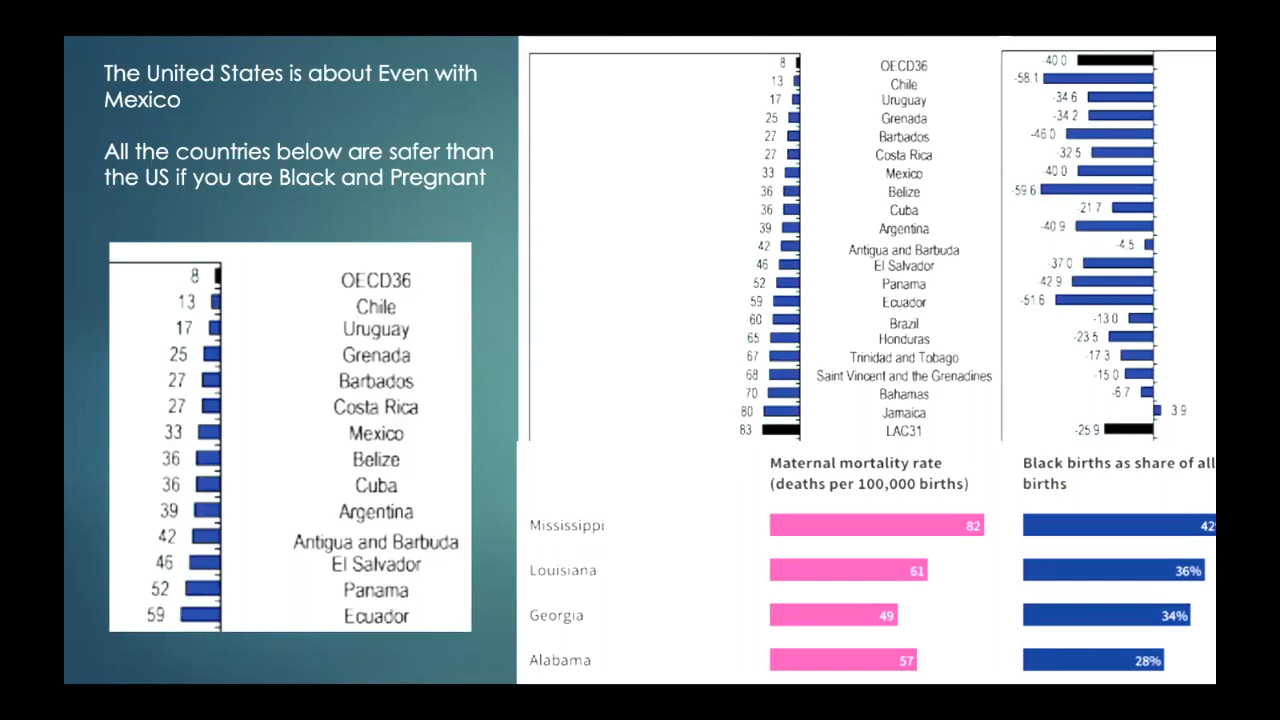 The United States is about Even with
Mexico
All the countries below are safer than
the US if you are Black and Pregnant
8 OECD36
13 Chile
17 Uruguay
25 Grenada
27 Barbados
27 Costa Rica
33 Mexico
36 Belize
36 Cuba
39 Argentina
42 Antigua and Barbuda
46 El Salvador
52 Panama
59 Ecuador
8 OECD36 -40.0
13 Chile -58.1
17 Uruguay -34.6
25 Grenada -34.2
27 Barbados -46.0
27 Costa Rica -32.5
33 Mexico -40.0
36 Belize -59.6
36 Cuba -21.7
39 Argentina -40.9
42 Antigua and Barbuda -4.5
46 El Salvador -37.0
52 Panama -42.9
59 Ecuador -51.6
60 Brazil -13.0
65 Honduras -23.5
67 Trinidad and Tobago -17.3
68 Saint Vincent and the Grenadines -15.0
70 Bahamas -6.7
80 Jamaica 3.9
83 LAC31 -25.9
Maternal mortality rate
(deaths per 100,000 births)
Black births as share of all
births
Mississippi 82 42
Louisiana 61 36%
Georgia 49 34%
Alabama 57 28%